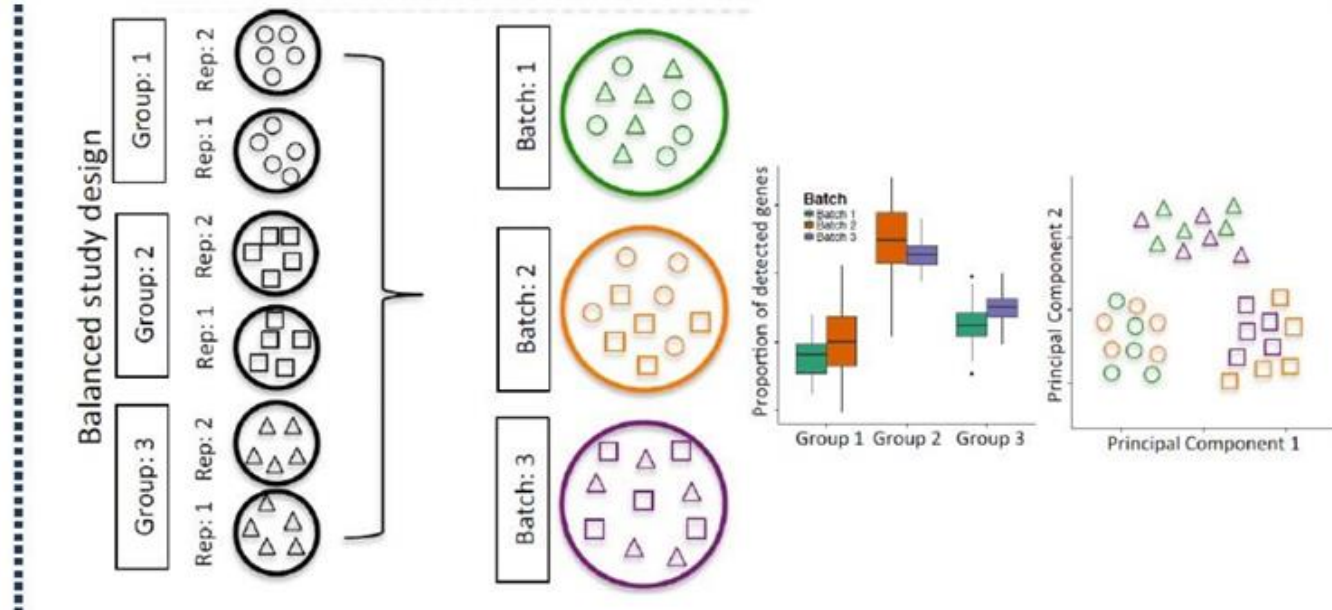 Balanced study design
Group: 1
Rep: 2
Rep: 1
Group: 2
Rep: 2
Rep: 1
Group: 3
Rep: 2
Rep: 1
Batch: 1
Batch: 2
Batch: 3
Proportion of detected genes
Batch
Batch 1
Batch 2
Batch 3
Group 1 Group 2 Group 3
Principal Component 2
Principal Component 1